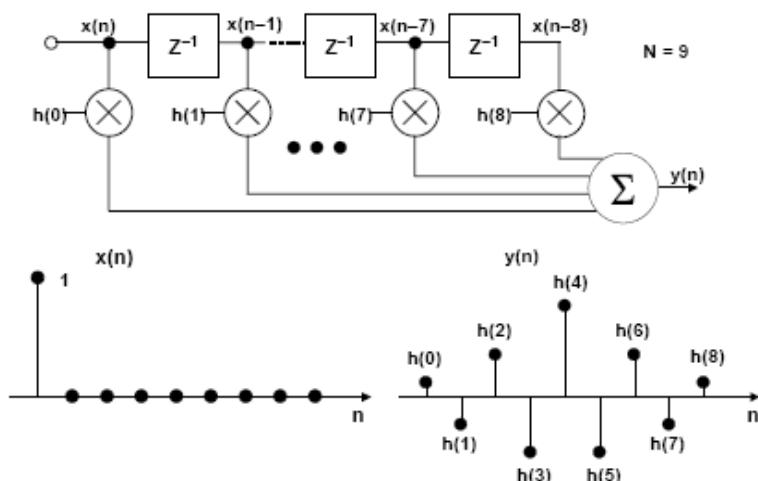 x(n) x(n–1) x(n–7) x(n–8)
Z–1 Z–1 Z–1 N = 9
h(0) h(1) h(7) h(8)
Σ y(n)
x(n) y(n)
1 h(4)
h(2) h(6)
h(0) h(8)
n n
h(1) h(7)
h(3) h(5)